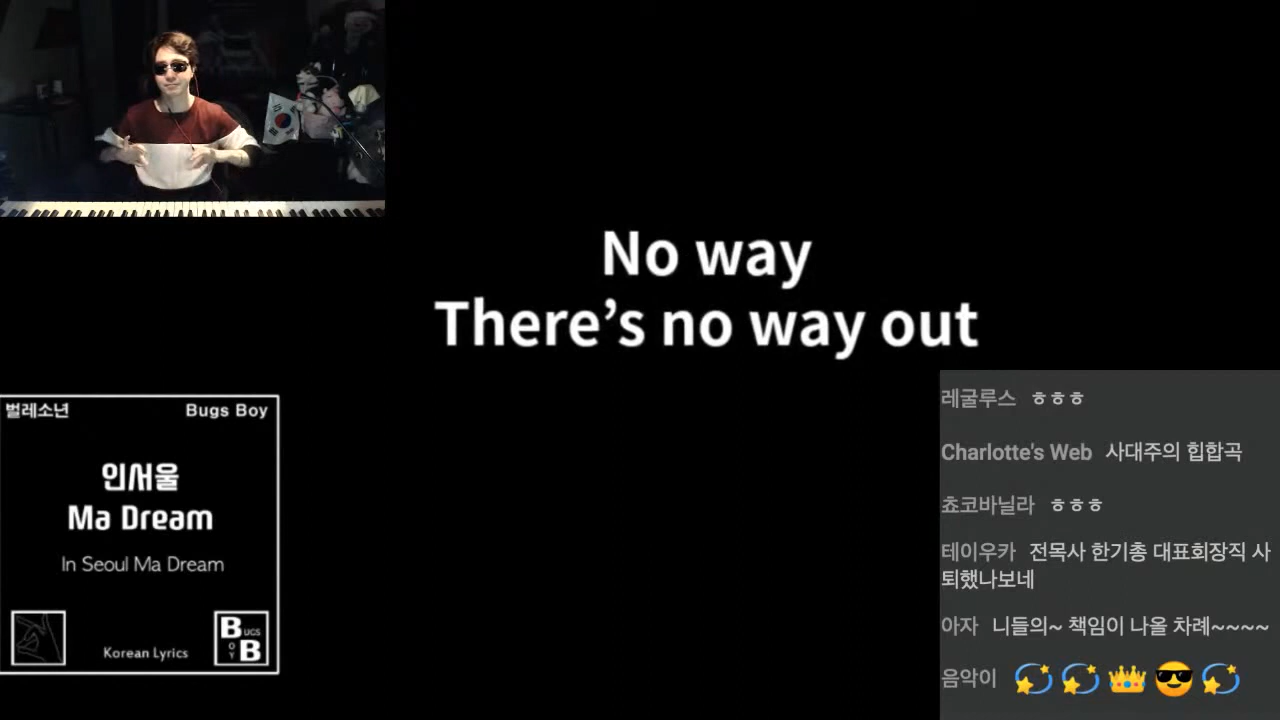 No way
There's no way out
벌레소년 Bugs Boy
인서울
Ma Dream
In Seoul Ma Dream
Korean Lyrics
BUGS
BOY
레굴루스 ㅎㅎㅎ
Charlotte's Web 사대주의 힙합곡
쵸코바닐라 ㅎㅎㅎ
테이우카 전목사 한기총 대표회장직 사
퇴했나보네
아자 니들의~ 책임이 나올 차례~~~~
음악이 💫💫👑😎💫